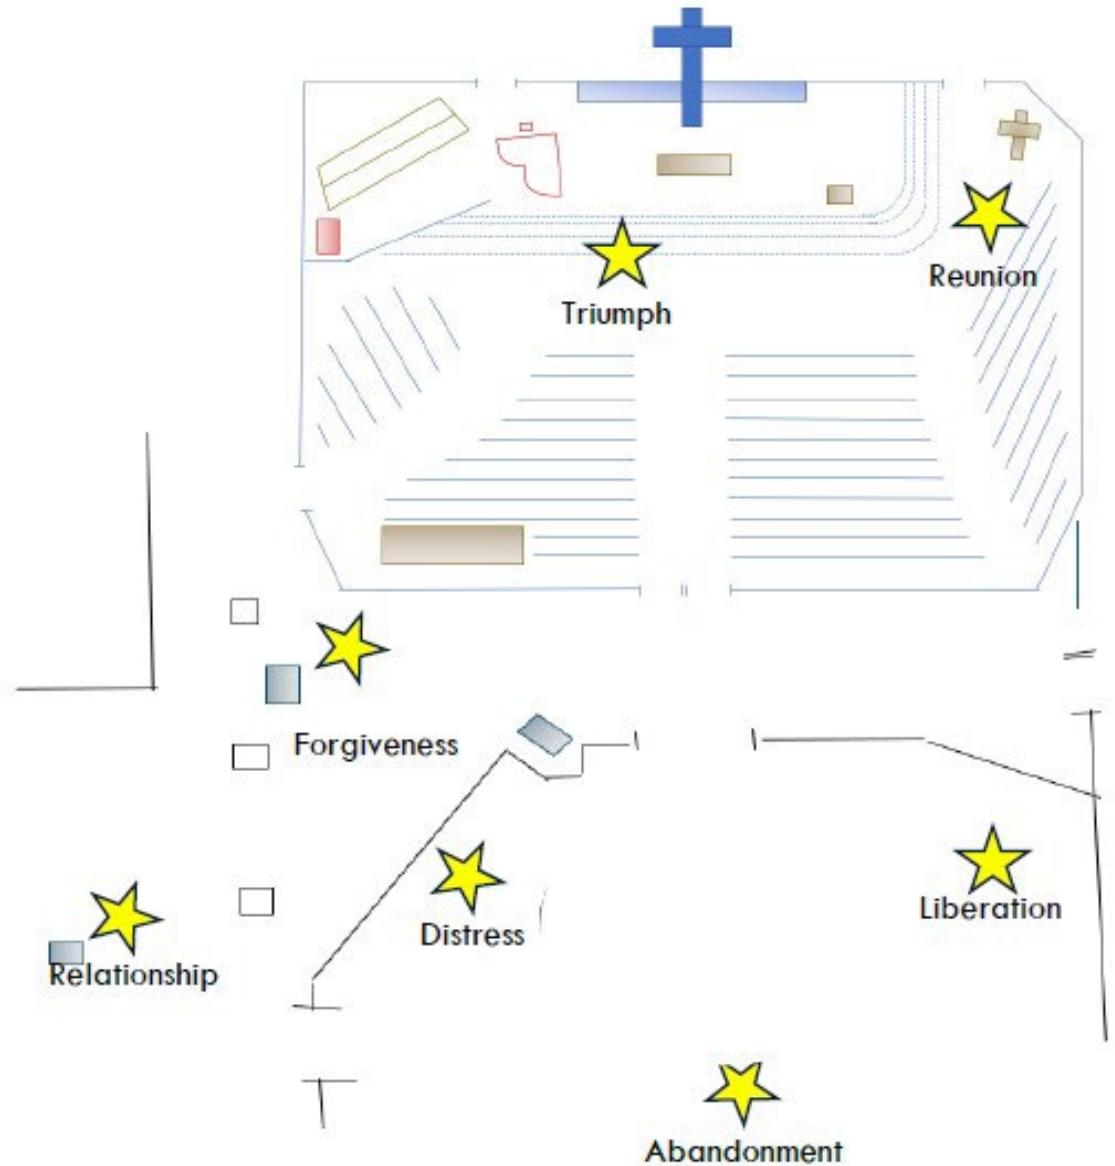 Reunion
Triumph
Forgiveness
Liberation
Distress
Relationship
Abandonment